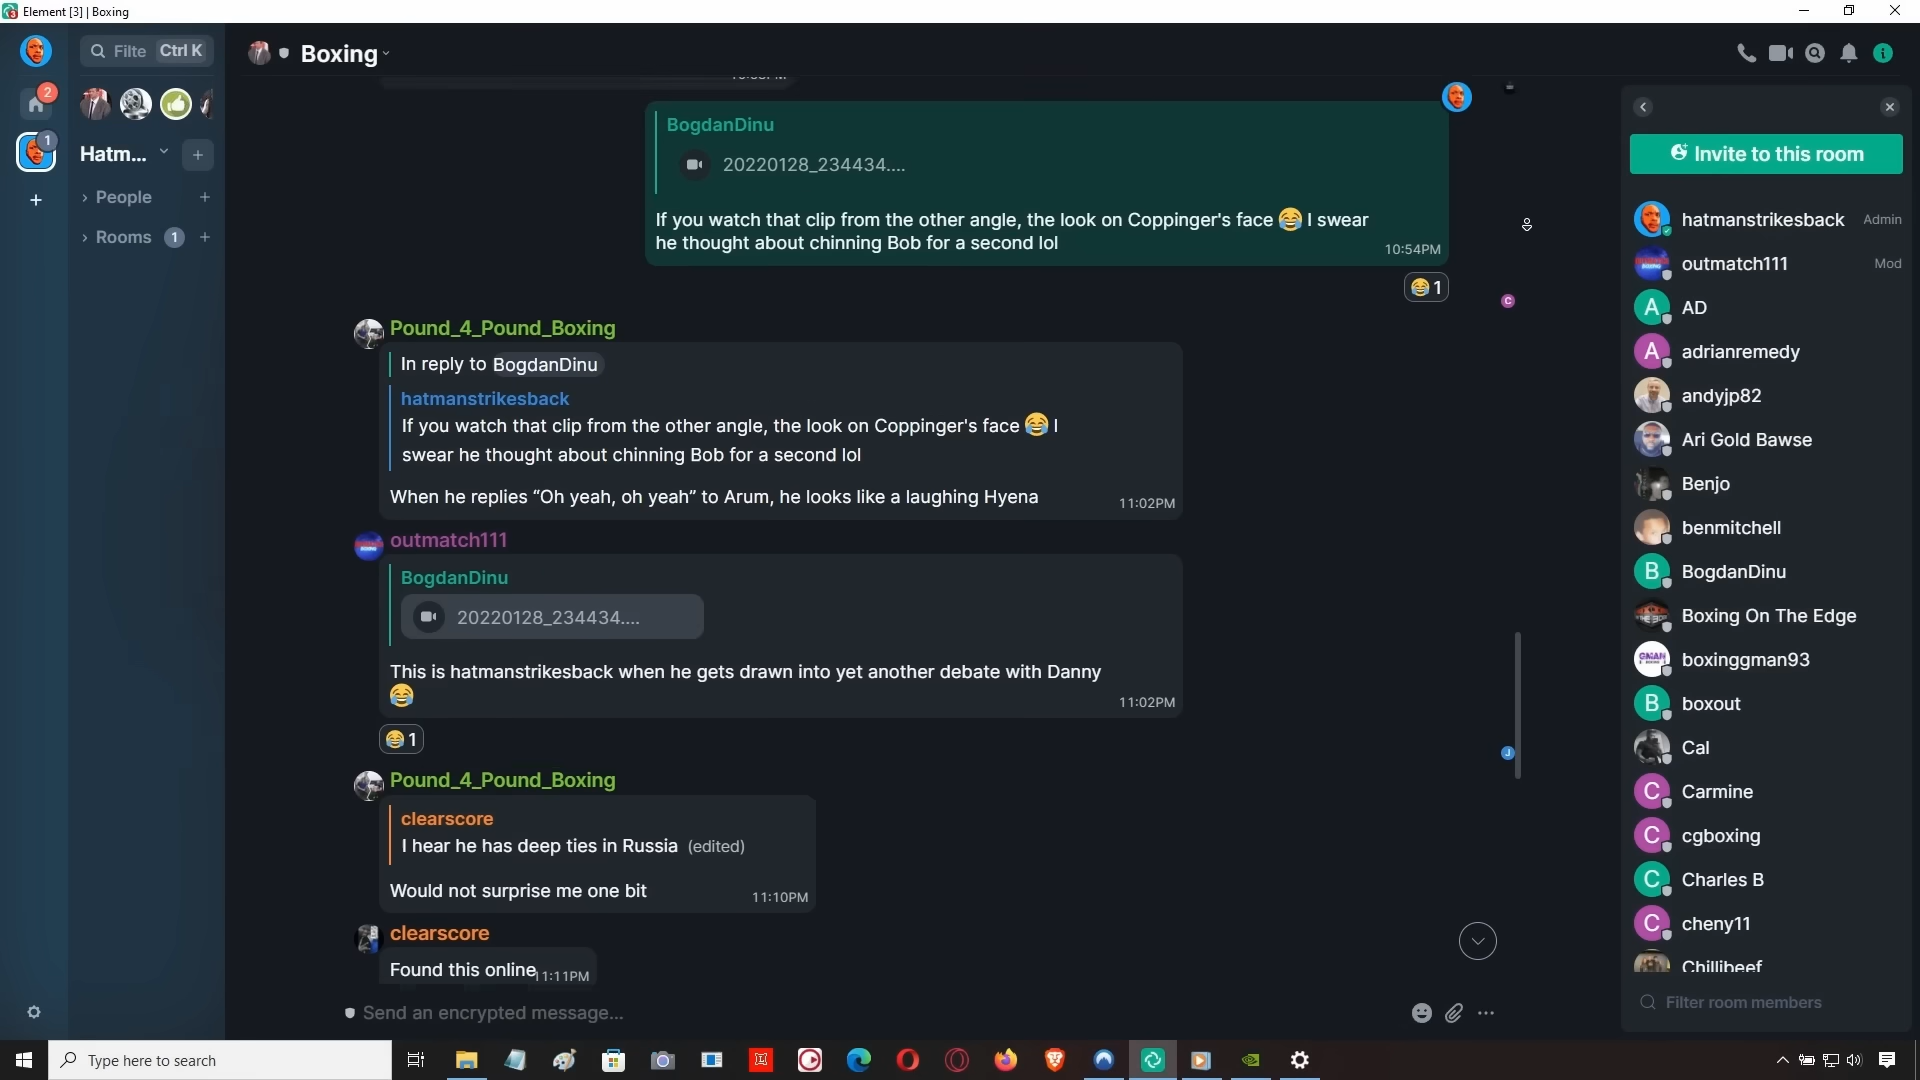 Element [3] | Boxing
Filte Ctrl K
Boxing
2
1
Hatm...
People
Rooms 1
BogdanDinu
20220128_234434....
If you watch that clip from the other angle, the look on Coppinger's face 😂 I swear
he thought about chinning Bob for a second lol
10:54PM
😂 1
C
Pound_4_Pound_Boxing
In reply to BogdanDinu
hatmanstrikesback
If you watch that clip from the other angle, the look on Coppinger's face 😂 I
swear he thought about chinning Bob for a second lol
When he replies “Oh yeah, oh yeah” to Arum, he looks like a laughing Hyena
11:02PM
outmatch111
BogdanDinu
20220128_234434....
This is hatmanstrikesback when he gets drawn into yet another debate with Danny
😂
11:02PM
😂 1
J
Pound_4_Pound_Boxing
clearscore
I hear he has deep ties in Russia (edited)
Would not surprise me one bit
11:10PM
clearscore
Found this online
11:11PM
Send an encrypted message...
Invite to this room
hatmanstrikesback Admin
outmatch111 Mod
A AD
A adrianremedy
andyjp82
Ari Gold Bawse
Benjo
benmitchell
B BogdanDinu
Boxing On The Edge
GMAN boxinggman93
B boxout
Cal
C Carmine
C cgboxing
C Charles B
C cheny11
Chillibeef
Filter room members
Type here to search